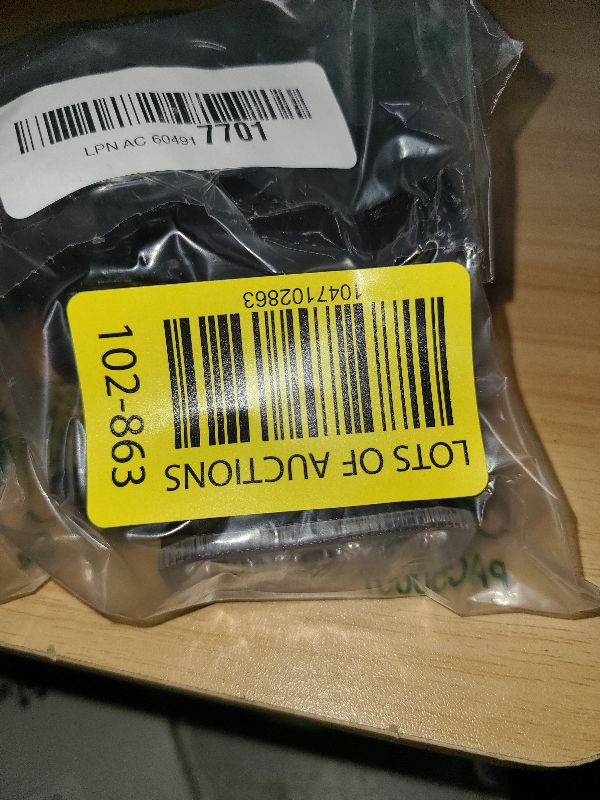 LPN AC 604917701
1047102863
102-863
LOTS OF AUCTIONS